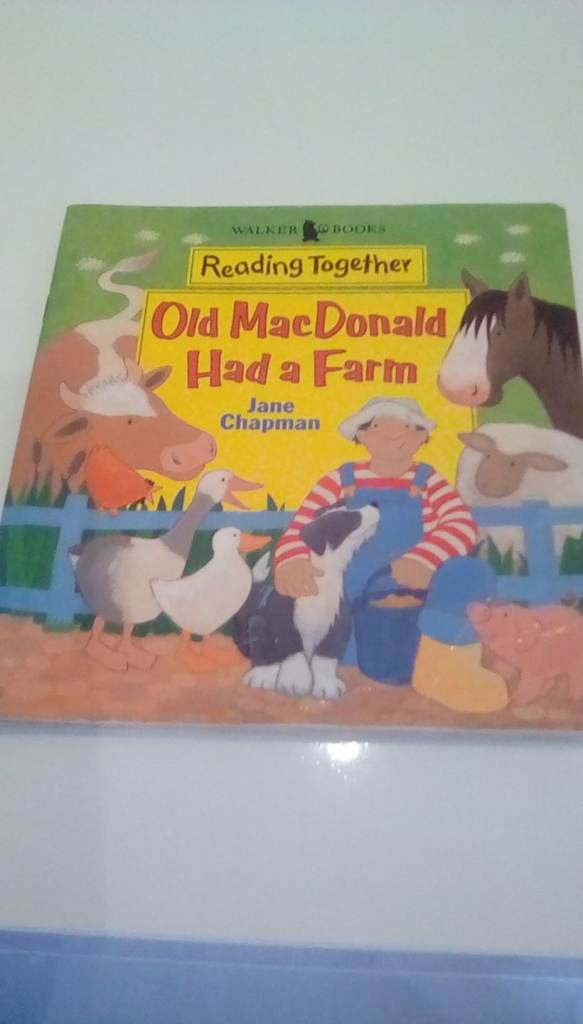 WALKER BOOKS
Reading Together
Old MacDonald
Had a Farm
Jane
Chapman